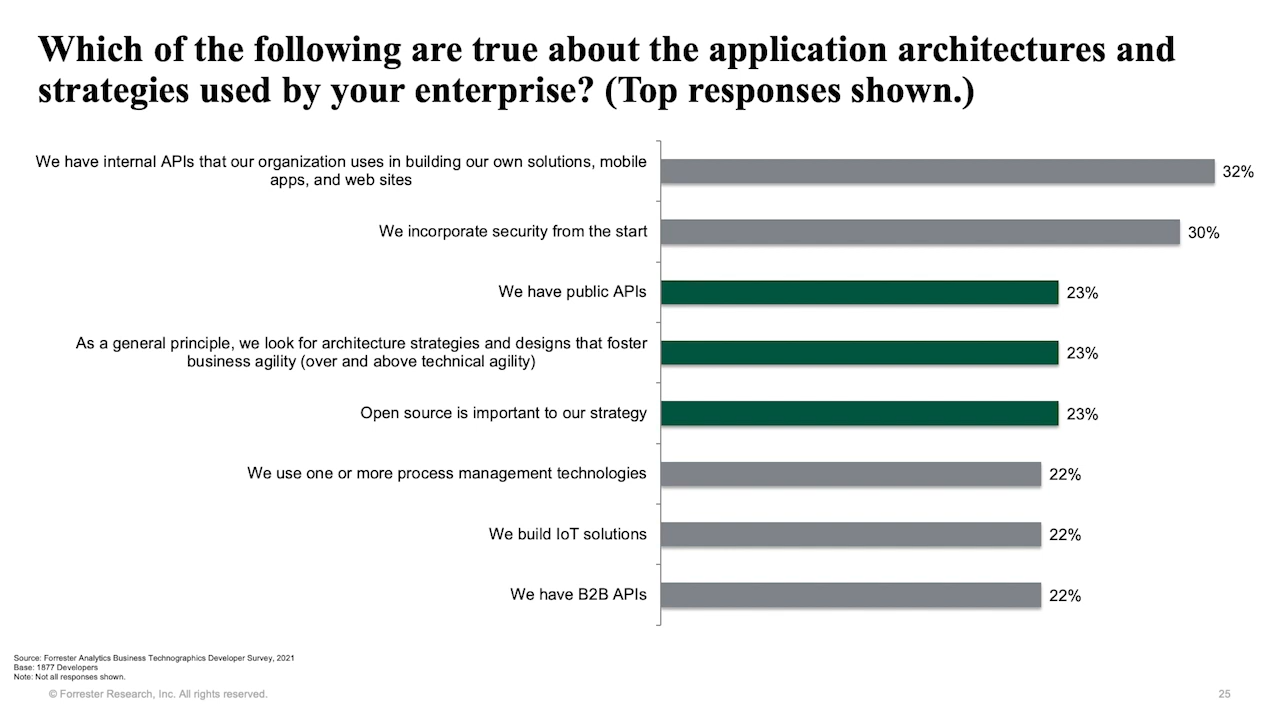 Which of the following are true about the application architectures and
strategies used by your enterprise? (Top responses shown.)
We have internal APIs that our organization uses in building our own solutions, mobile
apps, and web sites
32%
We incorporate security from the start
30%
We have public APIs
23%
As a general principle, we look for architecture strategies and designs that foster
business agility (over and above technical agility)
23%
Open source is important to our strategy
23%
We use one or more process management technologies
22%
We build IoT solutions
22%
We have B2B APIs
22%
Source: Forrester Analytics Business Technographics Developer Survey, 2021
Base: 1877 Developers
Note: Not all responses shown.
© Forrester Research, Inc. All rights reserved.
25